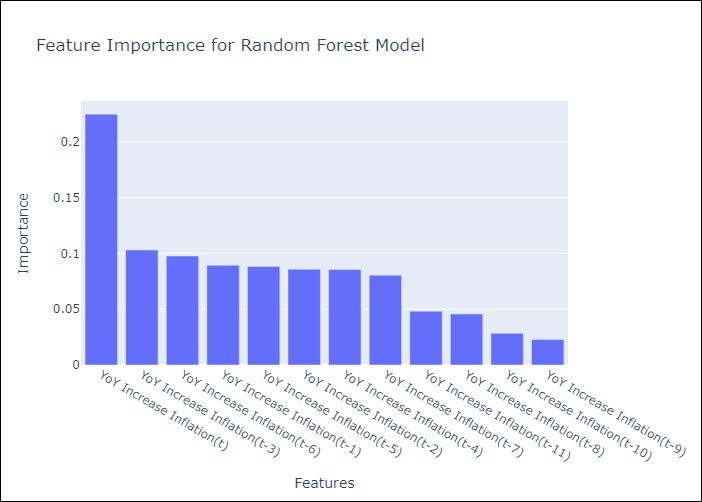 Feature Importance for Random Forest Model
Importance
0.2
0.15
0.1
0.05
0
YoY Increase Inflation(t)
YoY Increase Inflation(t-3)
YoY Increase Inflation(t-6)
YoY Increase Inflation(t-1)
YoY Increase Inflation(t-5)
YoY Increase Inflation(t-2)
YoY Increase Inflation(t-4)
YoY Increase Inflation(t-7)
YoY Increase Inflation(t-11)
YoY Increase Inflation(t-8)
YoY Increase Inflation(t-10)
YoY Increase Inflation(t-9)
Features